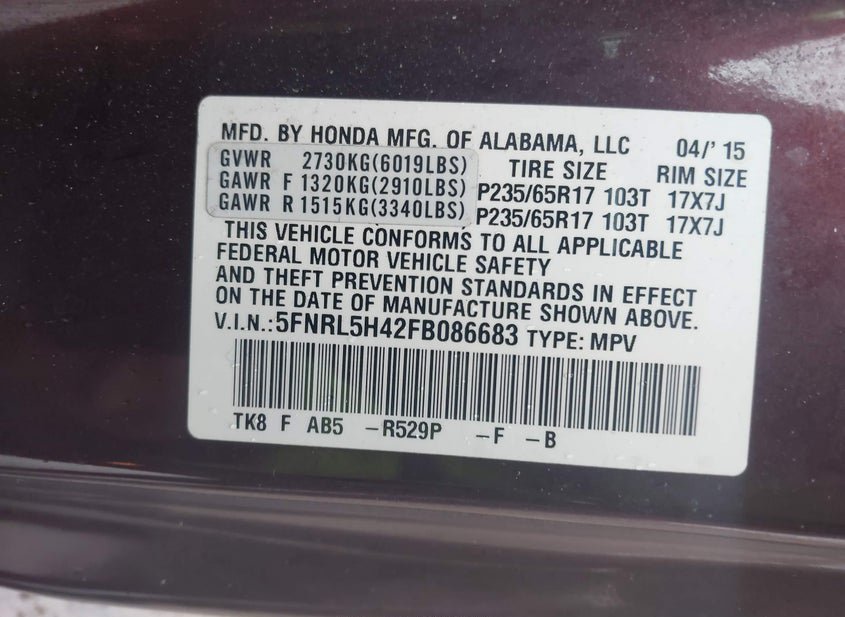 MFD. BY HONDA MFG. OF ALABAMA, LLC 04/' 15
GVWR 2730KG(6019LBS) TIRE SIZE RIM SIZE
GAWR F 1320KG(2910LBS) P235/65R17 103T 17X7J
GAWR R 1515KG(3340LBS) P235/65R17 103T 17X7J
THIS VEHICLE CONFORMS TO ALL APPLICABLE
FEDERAL MOTOR VEHICLE SAFETY
AND THEFT PREVENTION STANDARDS IN EFFECT
ON THE DATE OF MANUFACTURE SHOWN ABOVE.
V.I.N.:5FNRL5H42FB086683 TYPE: MPV
TK8 F AB5 -R529P -F -B